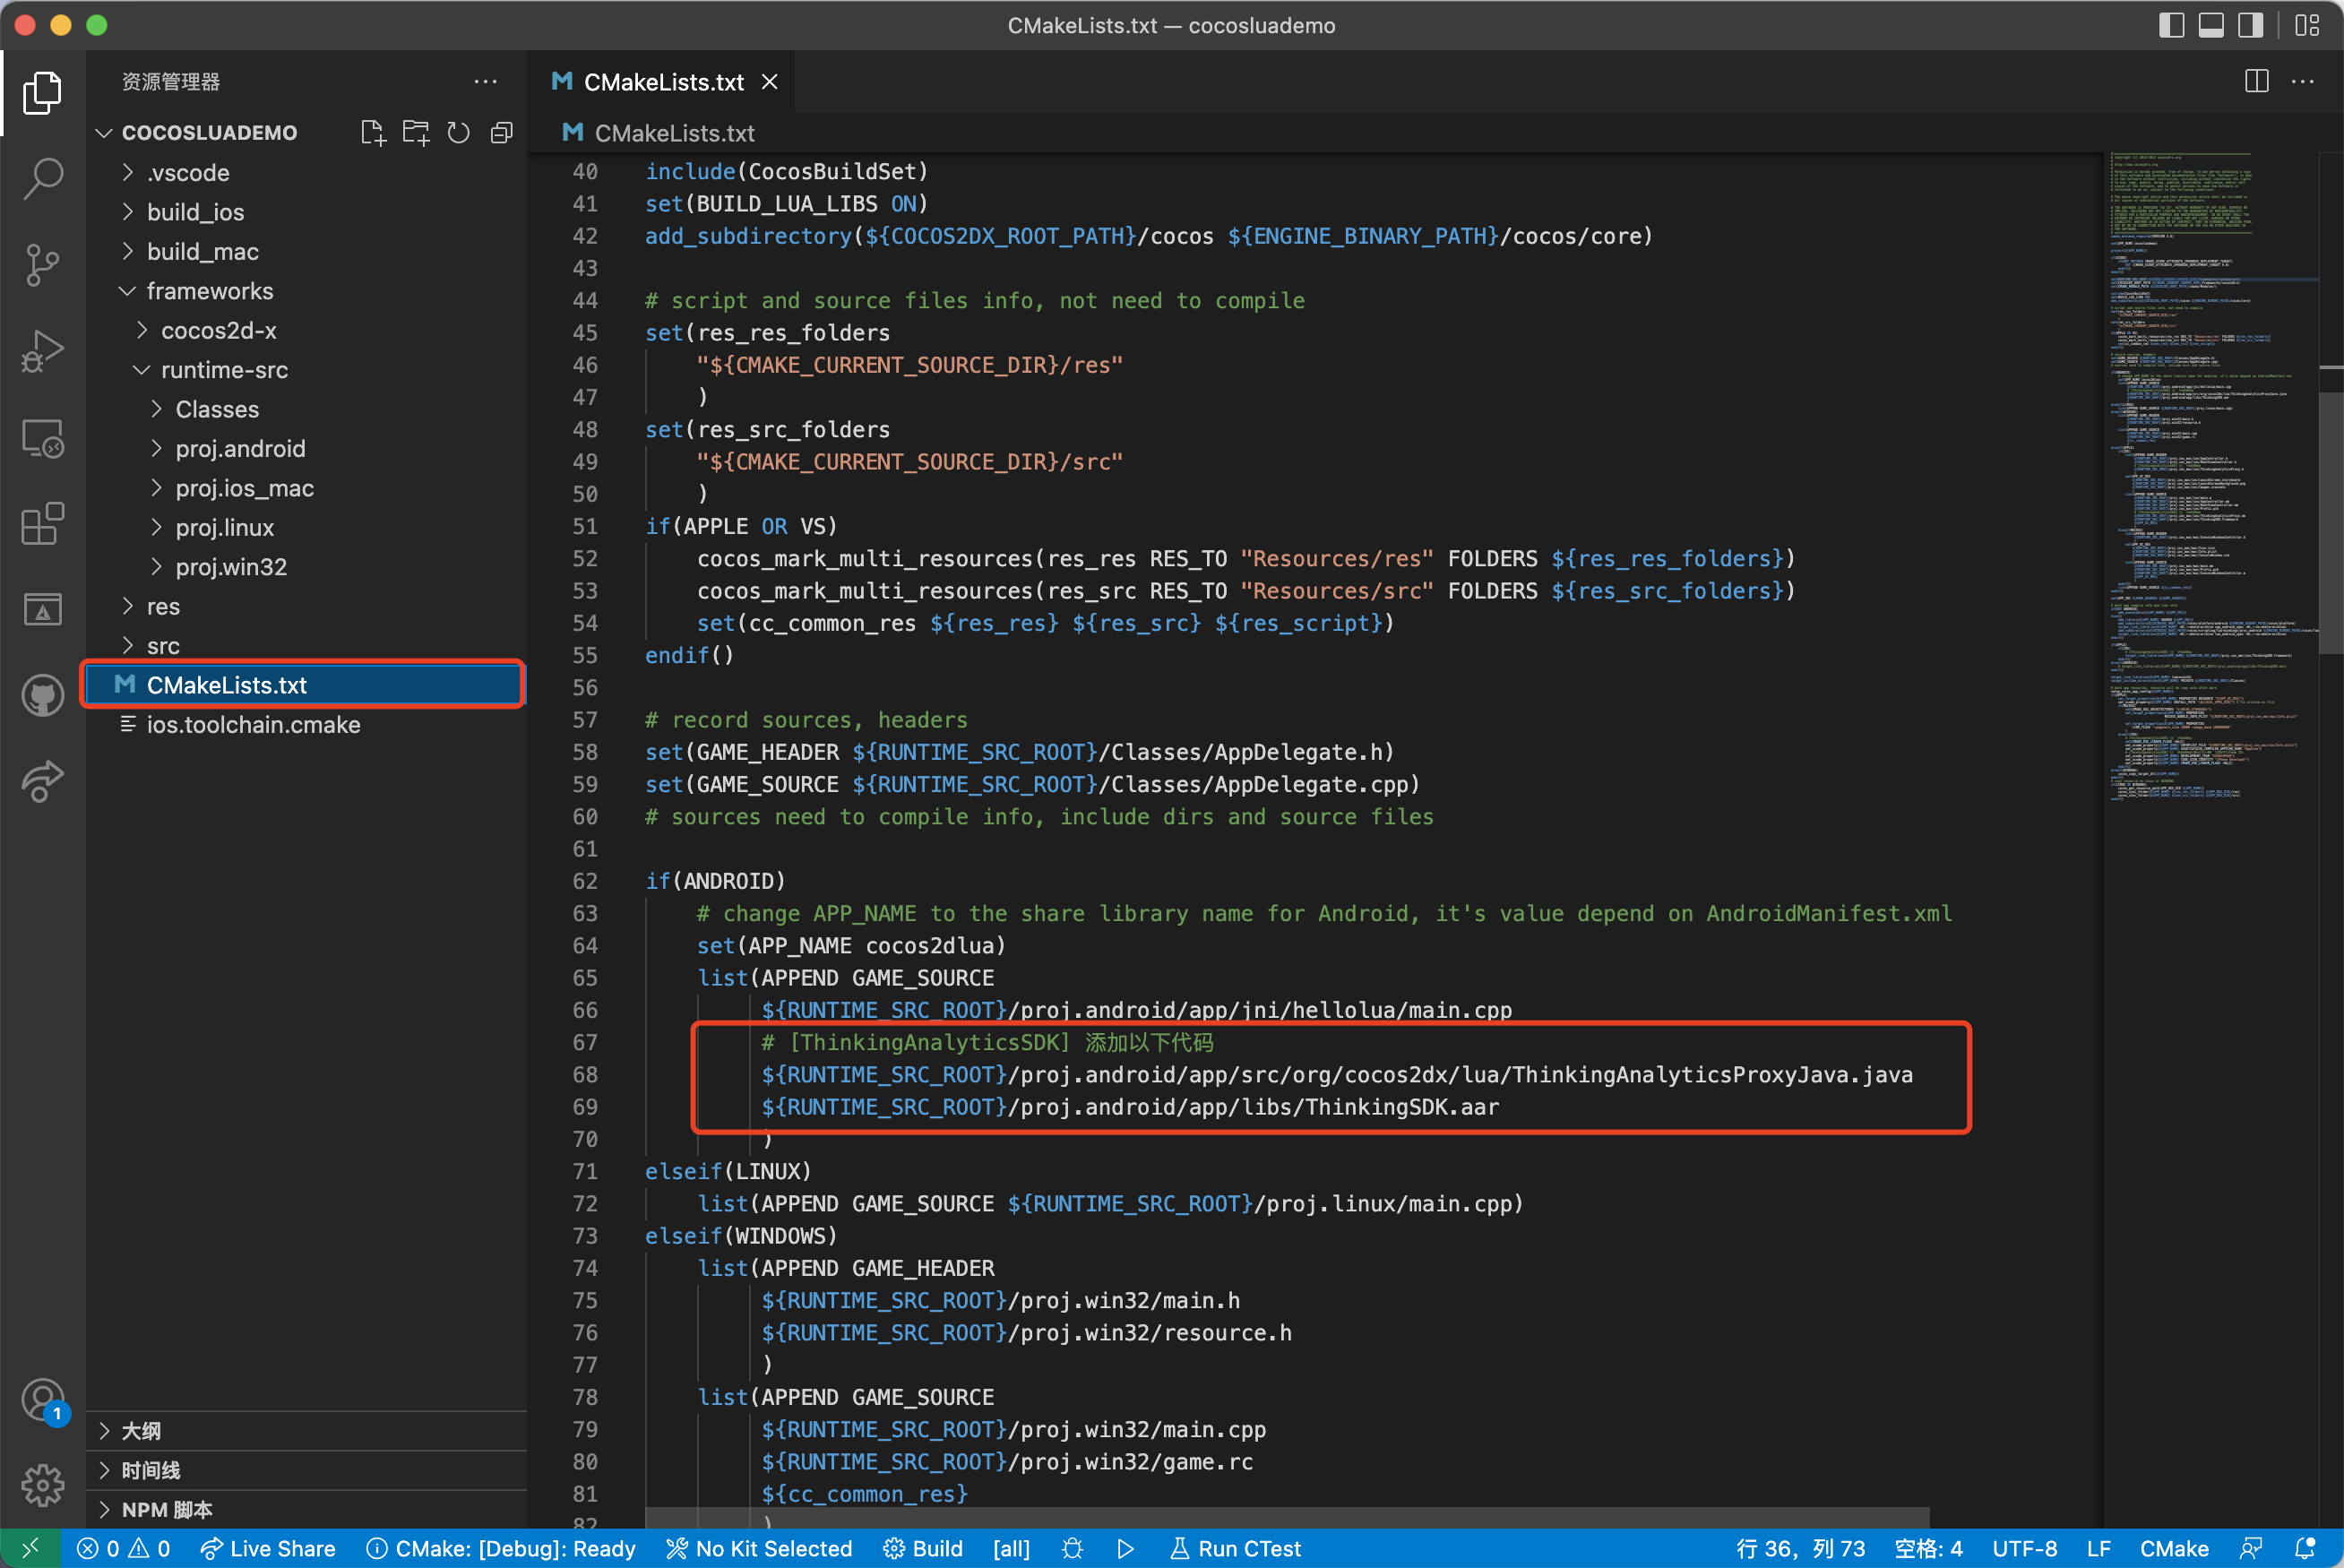 CMakeLists.txt — cocosluademo
资源管理器
COCOSLUADEMO
.vscode
build_ios
build_mac
frameworks
cocos2d-x
runtime-src
Classes
proj.android
proj.ios_mac
proj.linux
proj.win32
res
src
CMakeLists.txt
ios.toolchain.cmake
大纲
时间线
NPM 脚本
1
CMakeLists.txt
CMakeLists.txt
40 include(CocosBuildSet)
41 set(BUILD_LUA_LIBS ON)
42 add_subdirectory(${COCOS2DX_ROOT_PATH}/cocos ${ENGINE_BINARY_PATH}/cocos/core)
43
44 # script and source files info, not need to compile
45 set(res_res_folders
46 "${CMAKE_CURRENT_SOURCE_DIR}/res"
47 )
48 set(res_src_folders
49 "${CMAKE_CURRENT_SOURCE_DIR}/src"
50 )
51 if(APPLE OR VS)
52 cocos_mark_multi_resources(res_res RES_TO "Resources/res" FOLDERS ${res_res_folders})
53 cocos_mark_multi_resources(res_src RES_TO "Resources/src" FOLDERS ${res_src_folders})
54 set(cc_common_res ${res_res} ${res_src} ${res_script})
55 endif()
56
57 # record sources, headers
58 set(GAME_HEADER ${RUNTIME_SRC_ROOT}/Classes/AppDelegate.h)
59 set(GAME_SOURCE ${RUNTIME_SRC_ROOT}/Classes/AppDelegate.cpp)
60 # sources need to compile info, include dirs and source files
61
62 if(ANDROID)
63 # change APP_NAME to the share library name for Android, it's value depend on AndroidManifest.xml
64 set(APP_NAME cocos2dlua)
65 list(APPEND GAME_SOURCE
66 ${RUNTIME_SRC_ROOT}/proj.android/app/jni/hellolua/main.cpp
67 # [ThinkingAnalyticsSDK] 添加以下代码
68 ${RUNTIME_SRC_ROOT}/proj.android/app/src/org/cocos2dx/lua/ThinkingAnalyticsProxyJava.java
69 ${RUNTIME_SRC_ROOT}/proj.android/app/libs/ThinkingSDK.aar
70 )
71 elseif(LINUX)
72 list(APPEND GAME_SOURCE ${RUNTIME_SRC_ROOT}/proj.linux/main.cpp)
73 elseif(WINDOWS)
74 list(APPEND GAME_HEADER
75 ${RUNTIME_SRC_ROOT}/proj.win32/main.h
76 ${RUNTIME_SRC_ROOT}/proj.win32/resource.h
77 )
78 list(APPEND GAME_SOURCE
79 ${RUNTIME_SRC_ROOT}/proj.win32/main.cpp
80 ${RUNTIME_SRC_ROOT}/proj.win32/game.rc
81 ${cc_common_res}
82 )
0 0 Live Share CMake: [Debug]: Ready No Kit Selected Build [all] Run CTest 行 36，列 73 空格: 4 UTF-8 LF CMake